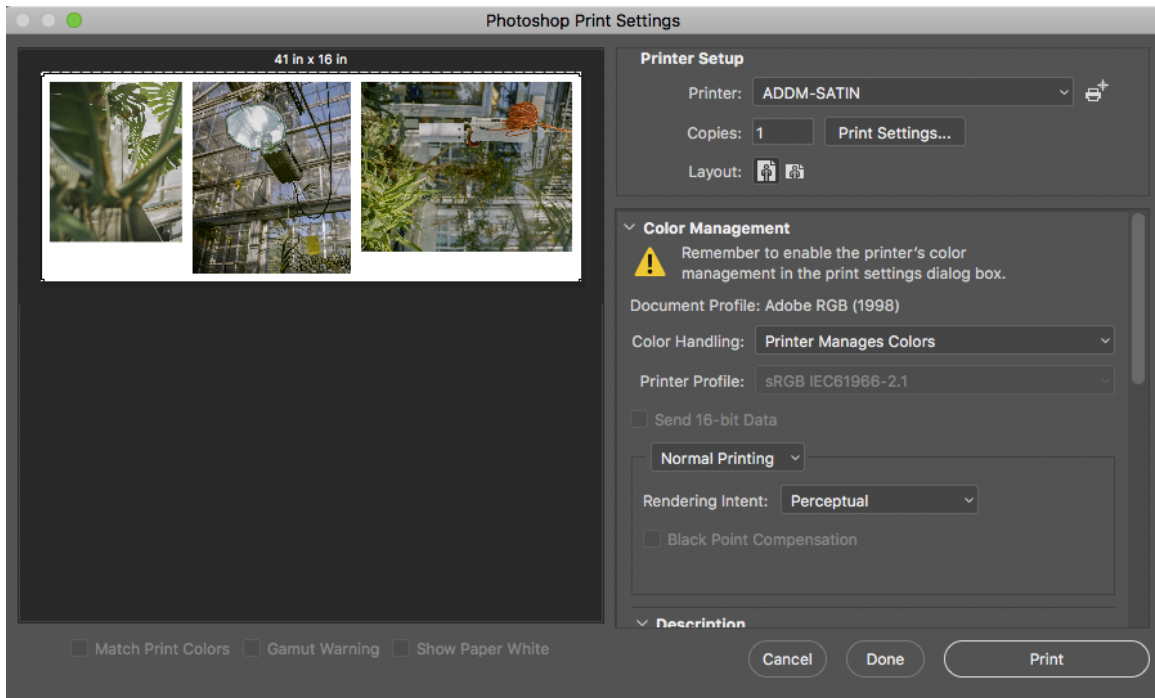 Photoshop Print Settings
41 in x 16 in
Printer Setup
Printer: ADDM-SATIN
Copies: 1 Print Settings...
Layout:
Color Management
Remember to enable the printer's color
management in the print settings dialog box.
Document Profile: Adobe RGB (1998)
Color Handling: Printer Manages Colors
Printer Profile: sRGB IEC61966-2.1
Send 16-bit Data
Normal Printing
Rendering Intent: Perceptual
Black Point Compensation
Description
Match Print Colors Gamut Warning Show Paper White
Cancel Done Print